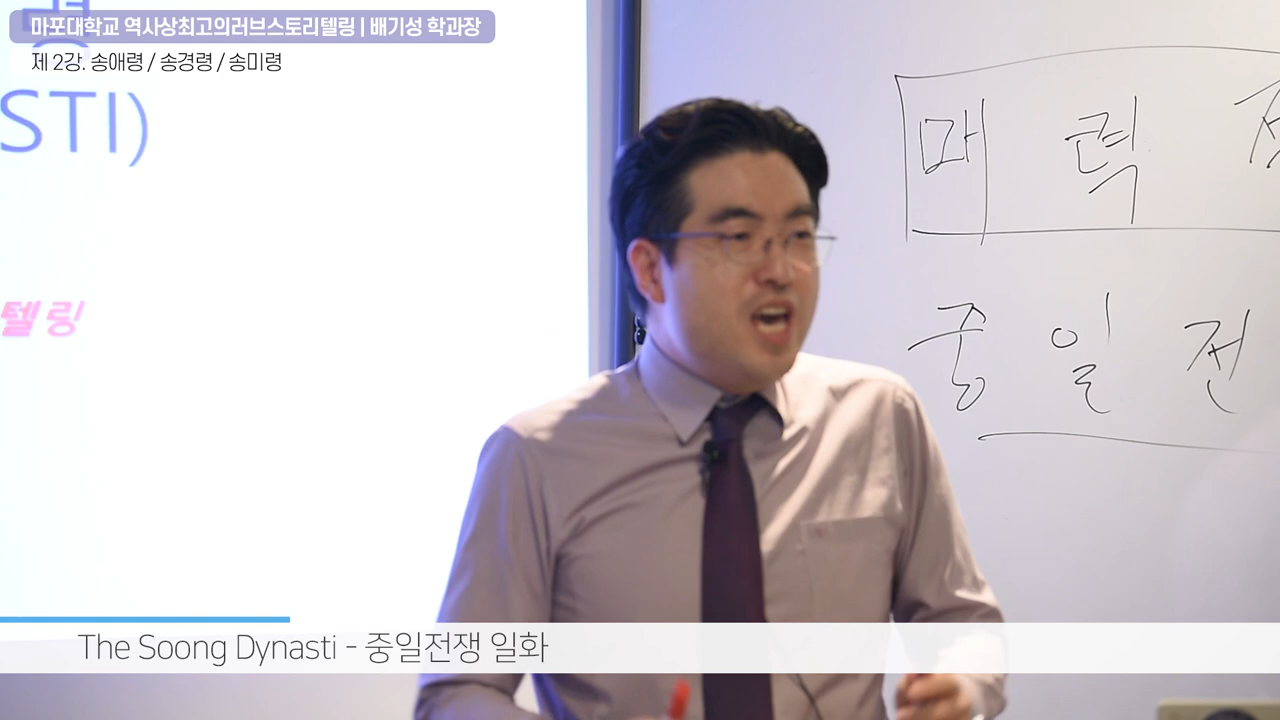 마포대학교 역사상최고의러브스토리텔링 | 배기성 학과장
제 2강. 송애령 / 송경령 / 송미령
STI)
텔링
매 력
중 일 전
The Soong Dynasti - 중일전쟁 일화